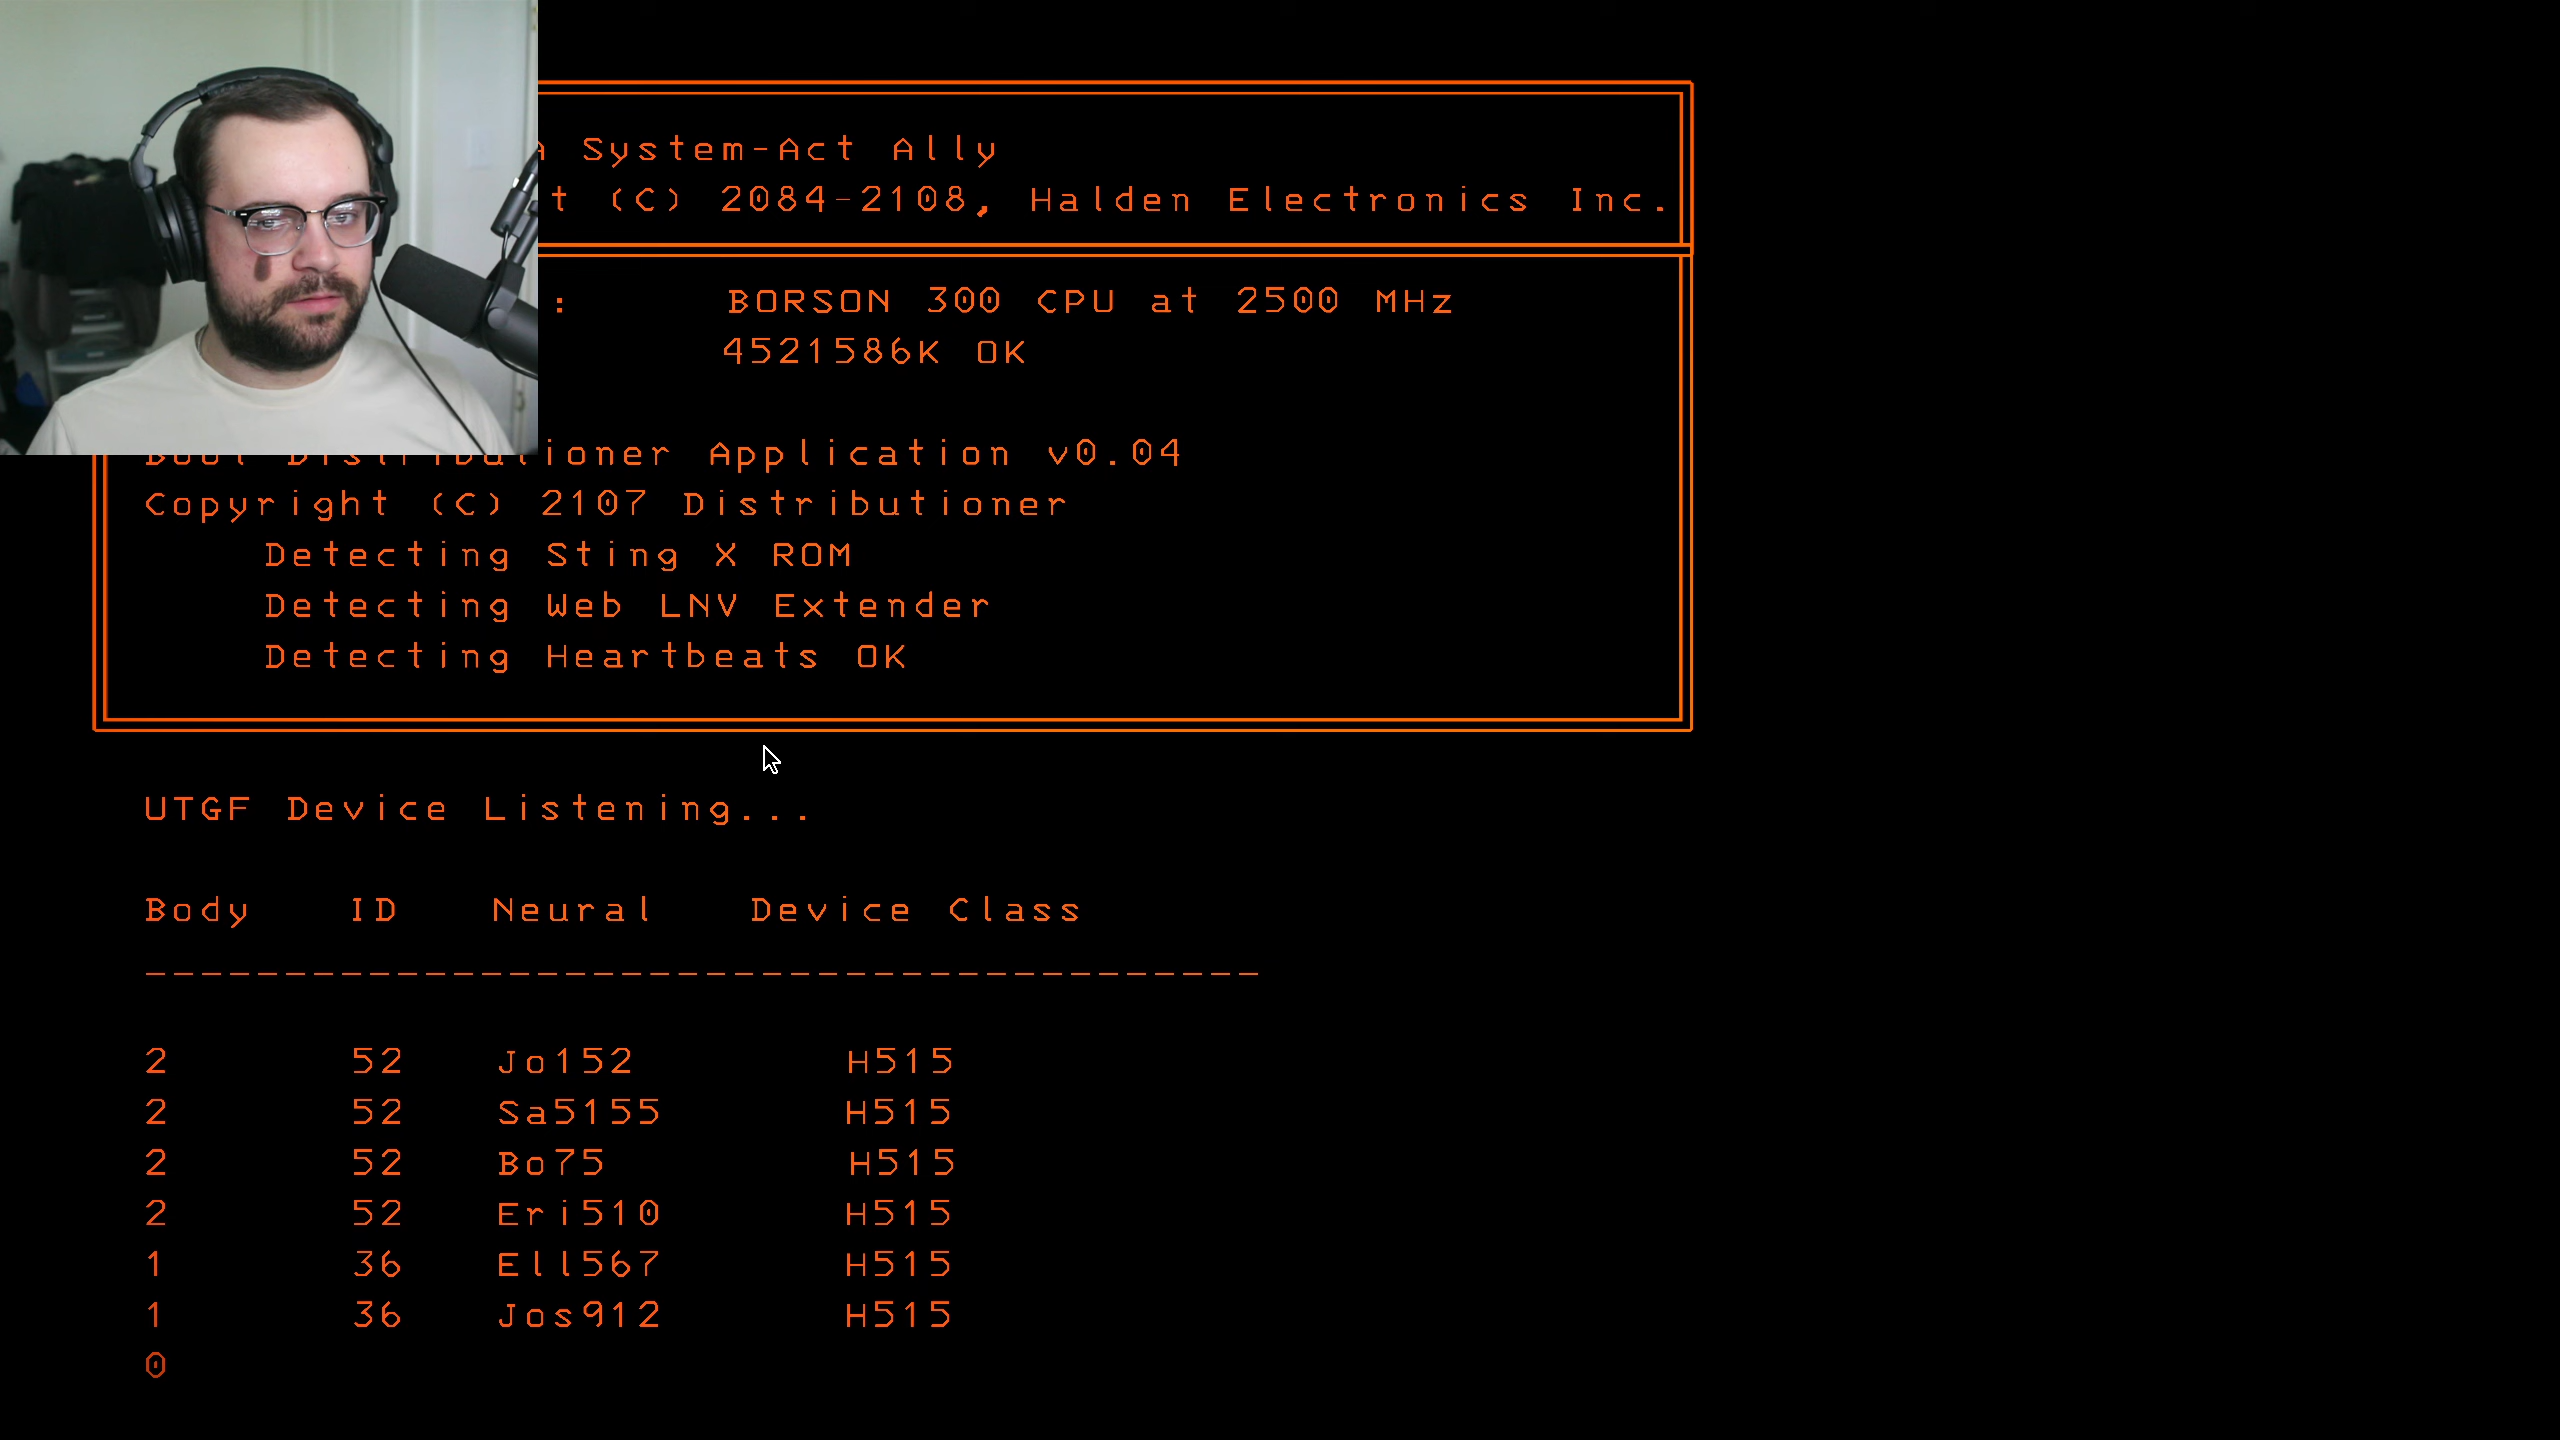 System-Act Ally
t (C) 2084-2108, Halden Electronics Inc.
: BORSON 300 CPU at 2500 MHz
4521586K OK
Boot Distributioner Application v0.04
Copyright (C) 2107 Distributioner
Detecting Sting X ROM
Detecting Web LNV Extender
Detecting Heartbeats OK
UTGF Device Listening...
Body ID Neural Device Class
----------------------------------------
2 52 Jo152 H515
2 52 Sa5155 H515
2 52 Bo75 H515
2 52 Eri510 H515
1 36 Ell567 H515
1 36 Jos912 H515
0